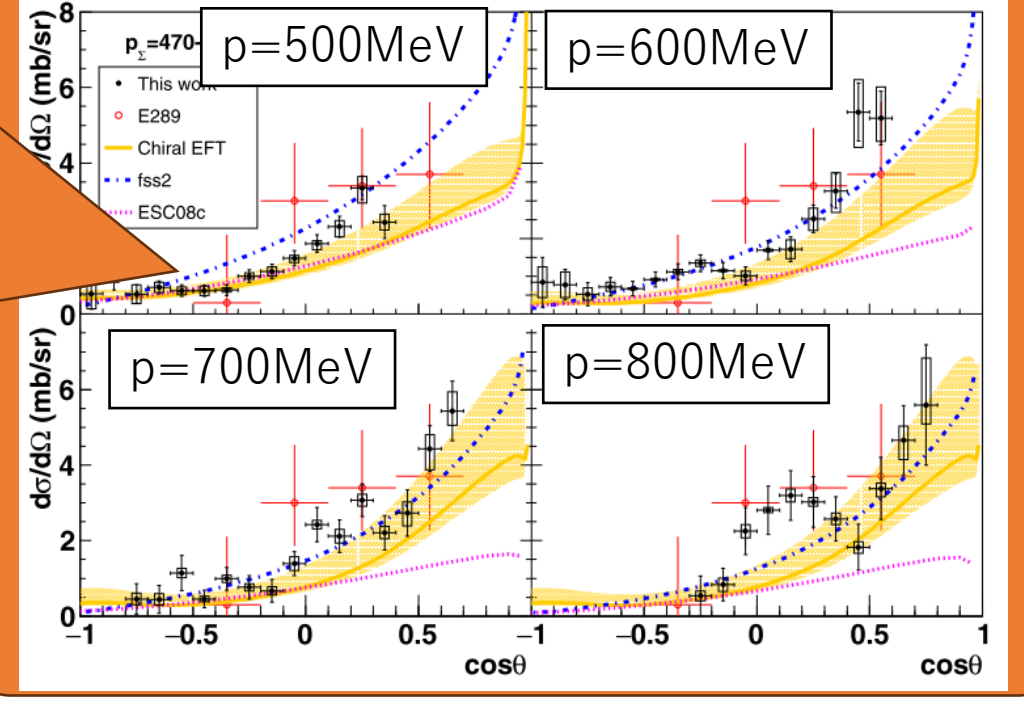 8
6
4
0
/dΩ (mb/sr)
p=500MeV
p_Σ=470-
This work
E289
Chiral EFT
fss2
ESC08c
p=600MeV
dσ/dΩ (mb/sr)
6
4
2
0
p=700MeV
p=800MeV
−1 −0.5 0 0.5 −1 −0.5 0 0.5 1
cosθ cosθ